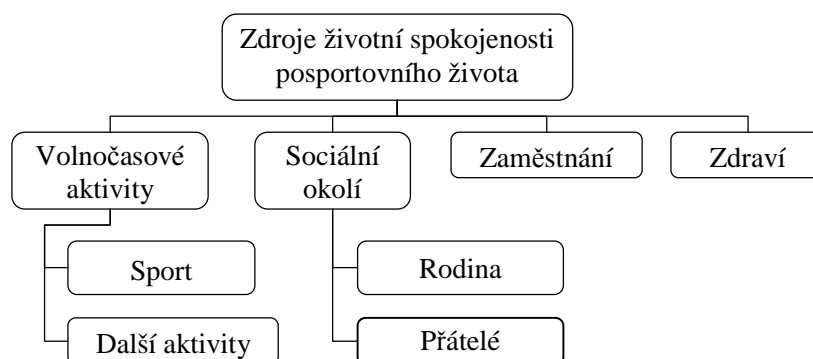 Zdroje životní spokojenosti
posportovního života
Volnočasové
aktivity
Sociální
okolí
Zaměstnání
Zdraví
Sport
Rodina
Další aktivity
Přátelé